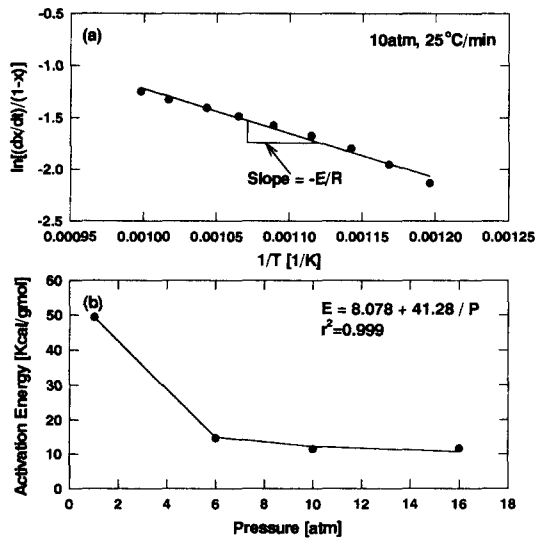 (a)
10atm, 25°C/min
ln[(dx/dt)/(1-x)]
-0.5
-1.0
-1.5
-2.0
-2.5
Slope = -E/R
0.00095 0.00100 0.00105 0.00110 0.00115 0.00120 0.00125
1/T [1/K]
(b)
E = 8.078 + 41.28 / P
r²=0.999
Activation Energy [Kcal/gmol]
60
50
40
30
20
10
0
0 2 4 6 8 10 12 14 16 18
Pressure [atm]